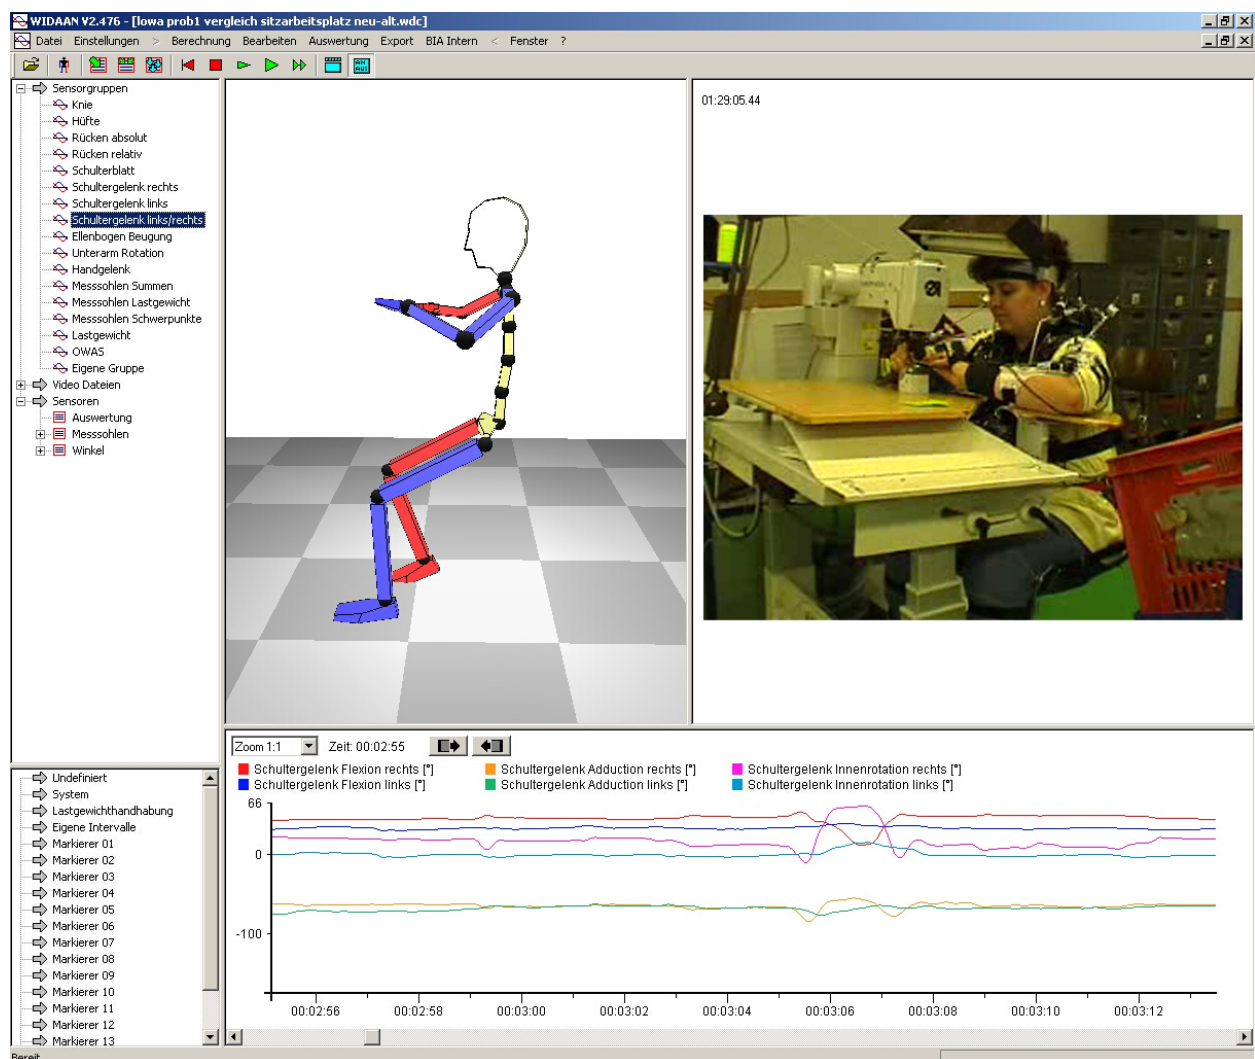 WIDAAN V2.476 - [Iowa prob1 vergleich sitzarbeitsplatz neu-alt.wdc]
Datei Einstellungen > Berechnung Bearbeiten Auswertung Export BIA Intern < Fenster ?
AN
AUS
Sensorgruppen
Knie
Hüfte
Rücken absolut
Rücken relativ
Schulterblatt
Schultergelenk rechts
Schultergelenk links
Schultergelenk links/rechts
Ellenbogen Beugung
Unterarm Rotation
Handgelenk
Messsohlen Summen
Messsohlen Lastgewicht
Messsohlen Schwerpunkte
Lastgewicht
OWAS
Eigene Gruppe
Video Dateien
Sensoren
Auswertung
Messsohlen
Winkel
01:29:05.44
Undefiniert
System
Lastgewichthandhabung
Eigene Intervalle
Markierer 01
Markierer 02
Markierer 03
Markierer 04
Markierer 05
Markierer 06
Markierer 07
Markierer 08
Markierer 09
Markierer 10
Markierer 11
Markierer 12
Markierer 13
Zoom 1:1 Zeit: 00:02:55
Schultergelenk Flexion rechts [°] Schultergelenk Adduction rechts [°] Schultergelenk Innenrotation rechts [°]
Schultergelenk Flexion links [°] Schultergelenk Adduction links [°] Schultergelenk Innenrotation links [°]
66
0
-100
00:02:56 00:02:58 00:03:00 00:03:02 00:03:04 00:03:06 00:03:08 00:03:10 00:03:12
Bereit